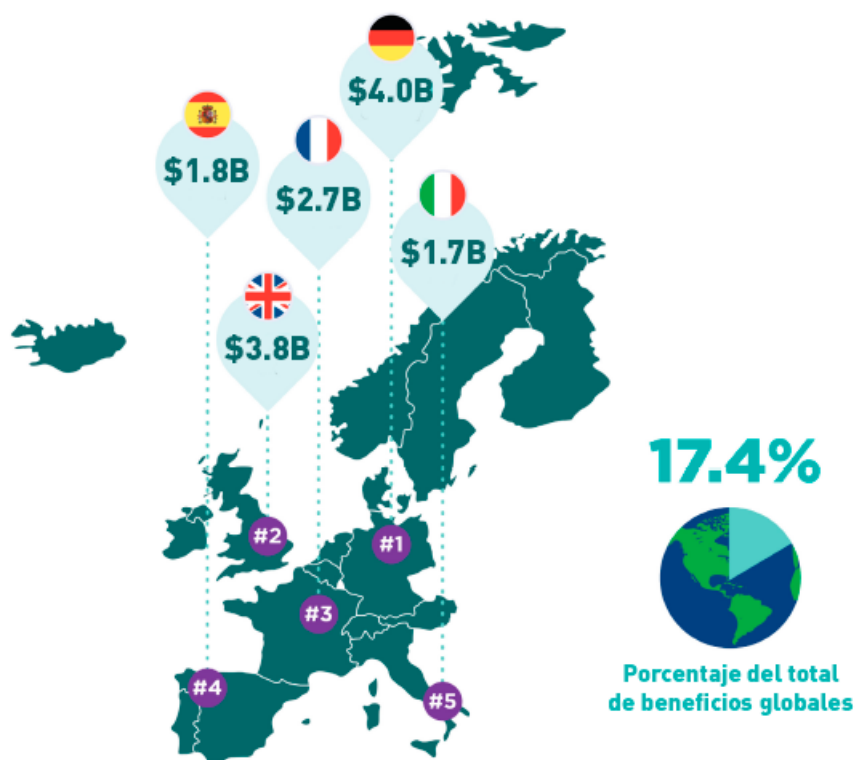 $4.0B
$1.8B
$2.7B
$1.7B
$3.8B
17.4%
#2
#1
#3
#4
#5
Porcentaje del total
de beneficios globales